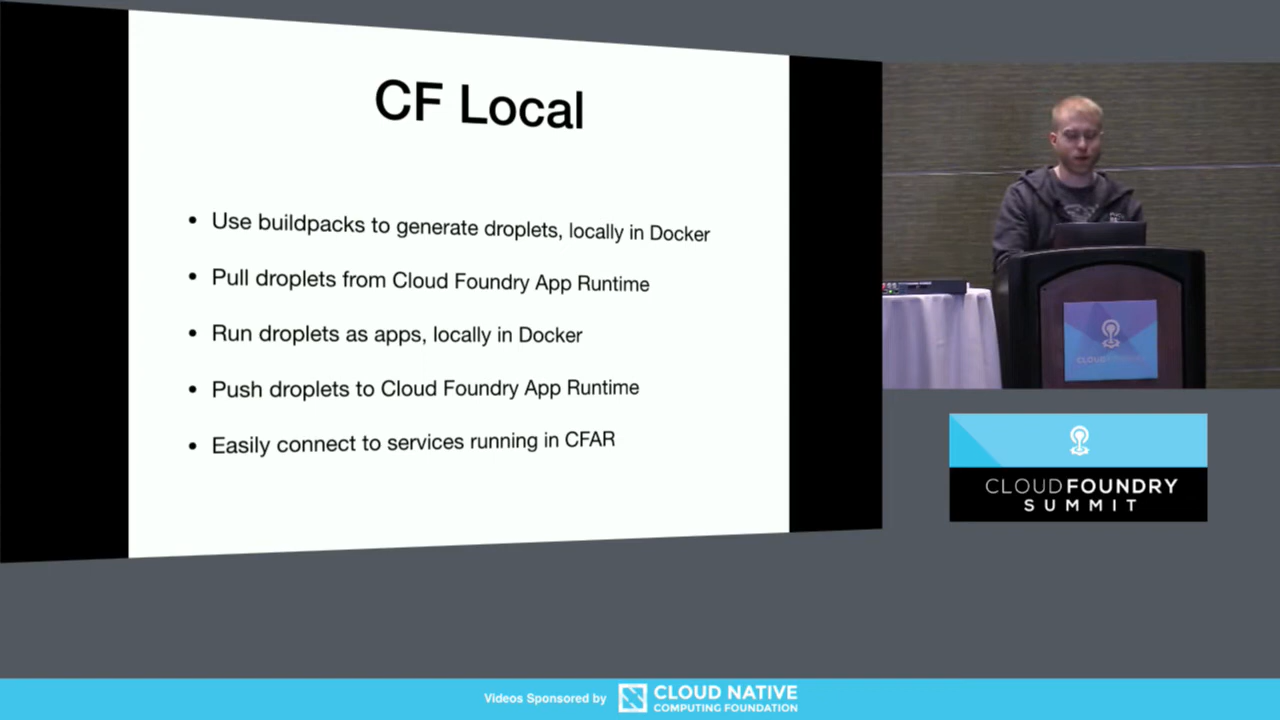 CF Local
• Use buildpacks to generate droplets, locally in Docker
• Pull droplets from Cloud Foundry App Runtime
• Run droplets as apps, locally in Docker
• Push droplets to Cloud Foundry App Runtime
• Easily connect to services running in CFAR
CLOUD FOUNDRY
CLOUD FOUNDRY
SUMMIT
Videos Sponsored by
CLOUD NATIVE
COMPUTING FOUNDATION